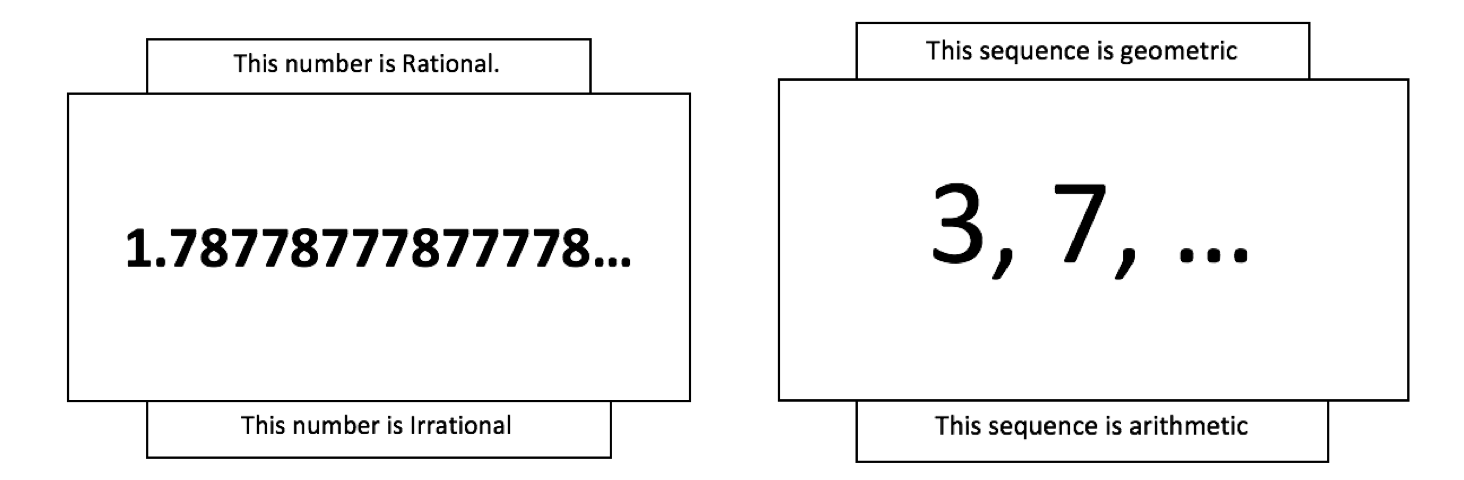 This number is Rational.
1.78778777877778...
This number is Irrational
This sequence is geometric
3, 7, ...
This sequence is arithmetic